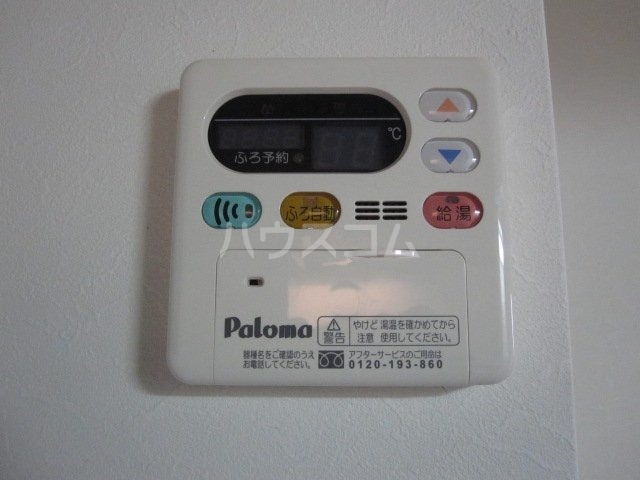 ℃
ふろ予約
ふろ自動
給湯
ハウスコム
Paloma
警告
やけど 湯温を確かめてから
注意 使用してください。
器種名をご確認のうえ
お電話してください。
アフターサービスのご用命は
0120-193-860